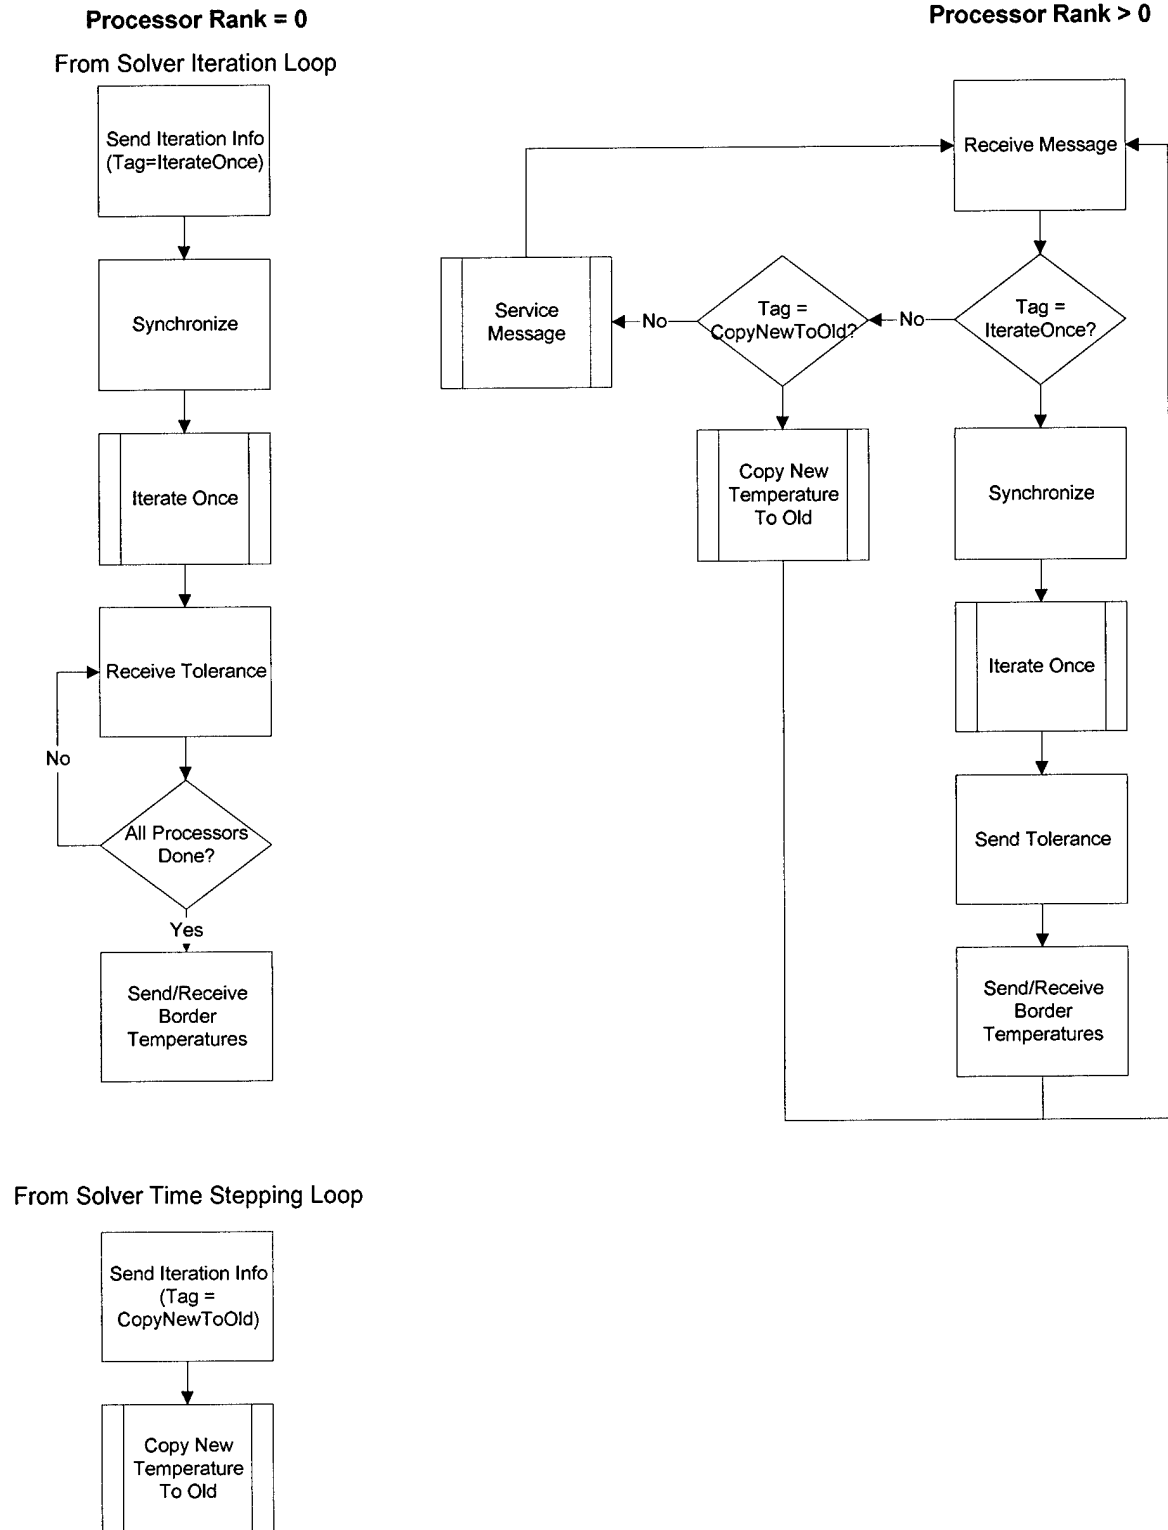 Processor Rank = 0
Processor Rank > 0
From Solver Iteration Loop
Send Iteration Info
(Tag=IterateOnce)
Synchronize
Iterate Once
Receive Tolerance
No
All Processors
Done?
Yes
Send/Receive
Border
Temperatures
Receive Message
Tag =
IterateOnce?
No
Tag =
CopyNewToOld?
No
Service
Message
Copy New
Temperature
To Old
Synchronize
Iterate Once
Send Tolerance
Send/Receive
Border
Temperatures
From Solver Time Stepping Loop
Send Iteration Info
(Tag =
CopyNewToOld)
Copy New
Temperature
To Old